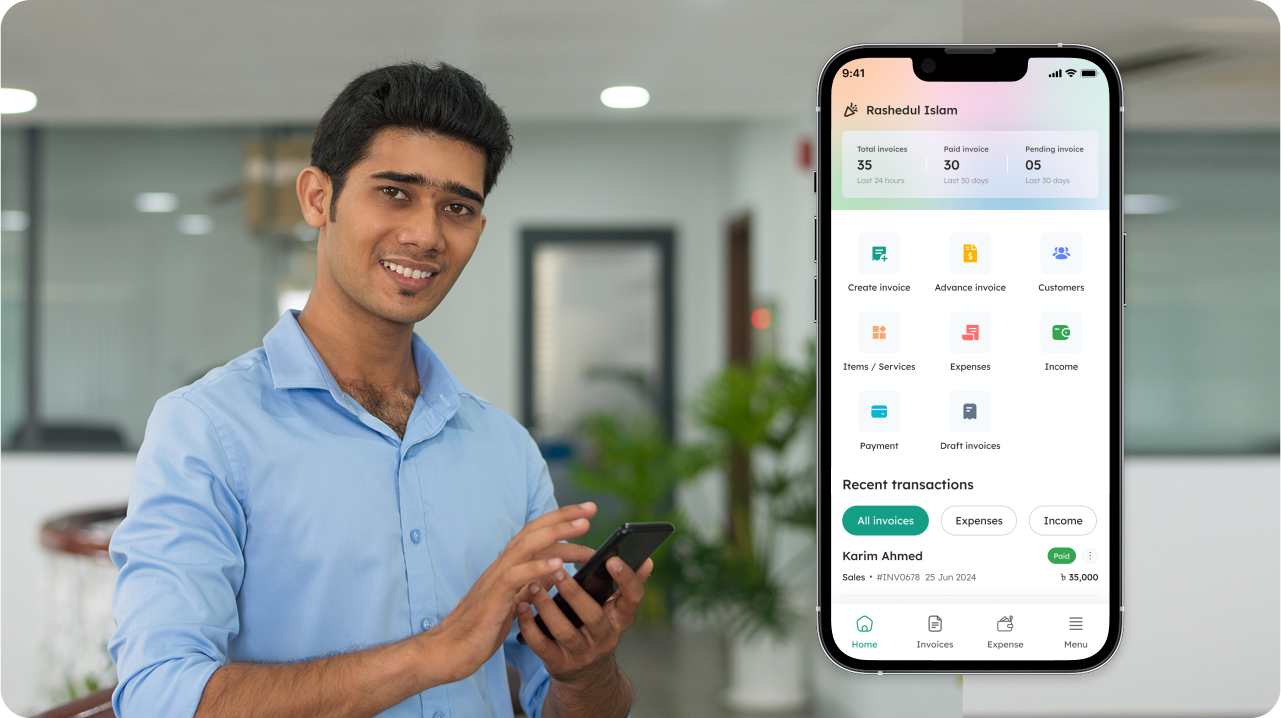 9:41
Rashedul Islam
Total invoices Paid invoice Pending invoice
35 30 05
Last 24 hours Last 30 days Last 30 days
Create invoice Advance invoice Customers
Items / Services Expenses Income
Payment Draft invoices
Recent transactions
All invoices Expenses Income
Karim Ahmed Paid
Sales • #INV0678 25 Jun 2024 ৳ 35,000
Home Invoices Expense Menu